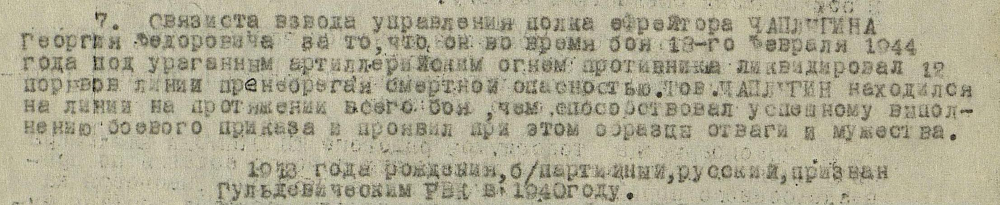 7. Связиста взвода управления полка ефрейтора ЧАПЛЫГИНА
Георгия Федоровича за то, что он во время боя 13-го февраля 1944
года под ураганным артиллерийским огнем противника ликвидировал 12
порывов линии пренебрегая смертной опасностью. Тов. ЧАПЛЫГИН находился
на линии на протяжении всего боя , чем способствовал успешному выпол-
нению боевого приказа и проявил при этом образцы отваги и мужества.
года рождения, б/партийный, русский, призван
Гульдевическим РВК в 1940году.